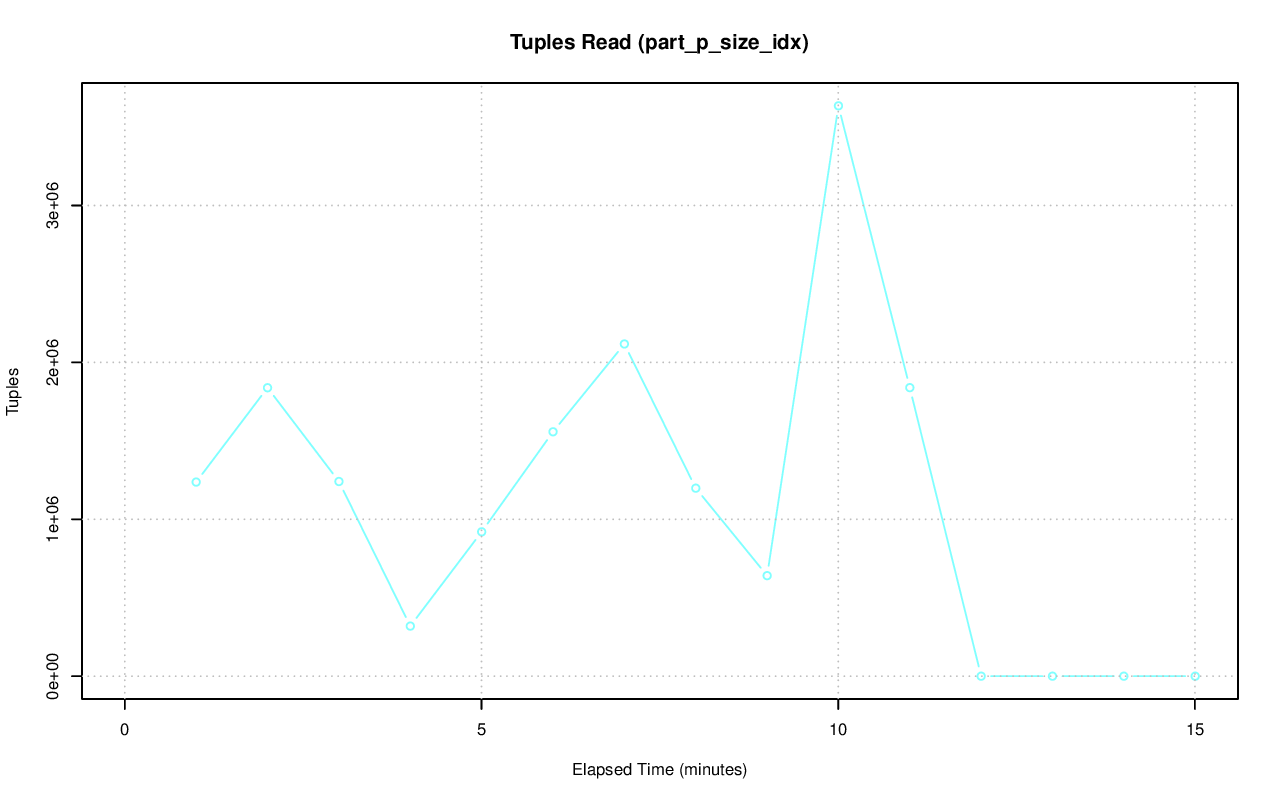 Tuples Read (part_p_size_idx)
Tuples
3e+06
2e+06
1e+06
0e+00
0 5 10 15
Elapsed Time (minutes)